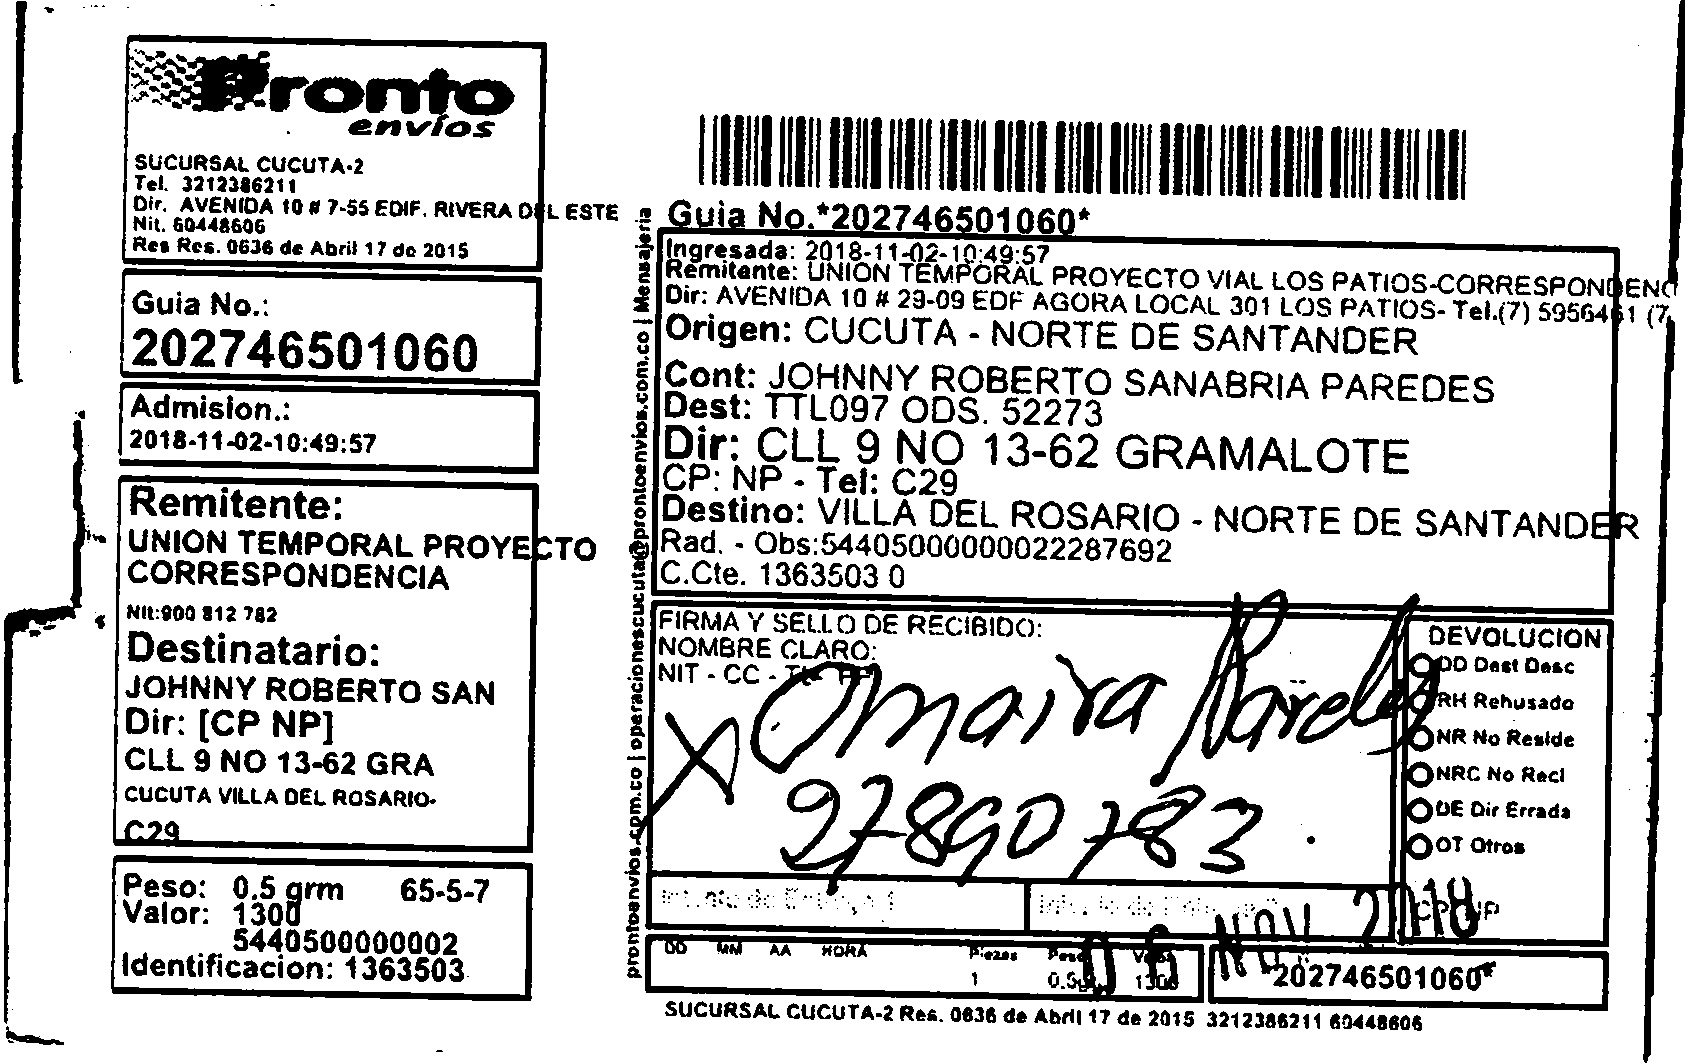 Pronto
envíos
SUCURSAL CUCUTA-2
Tel. 3212386211
Dir. AVENIDA 10 # 7-55 EDIF. RIVERA DEL ESTE
Nit. 60448606
Res Res. 0636 de Abril 17 de 2015
Guia No.:
202746501060
Admision.:
2018-11-02-10:49:57
Remitente:
UNION TEMPORAL PROYECTO
CORRESPONDENCIA
Nit:900 812 782
Destinatario:
JOHNNY ROBERTO SAN
Dir: [CP NP]
CLL 9 NO 13-62 GRA
CUCUTA VILLA DEL ROSARIO-
C29
Peso: 0.5 grm 65-5-7
Valor: 1300
5440500000002
Identificacion: 1363503
prontoenvios.com.co | operacionescucuta@prontoenvios.com.co | Mensajeria
Guia No.*202746501060*
Ingresada: 2018-11-02-10:49:57
Remitente: UNION TEMPORAL PROYECTO VIAL LOS PATIOS-CORRESPONDENC
Dir: AVENIDA 10 # 29-09 EDF AGORA LOCAL 301 LOS PATIOS- Tel.(7) 5956461 (7
Origen: CUCUTA - NORTE DE SANTANDER
Cont: JOHNNY ROBERTO SANABRIA PAREDES
Dest: TTL097 ODS. 52273
Dir: CLL 9 NO 13-62 GRAMALOTE
CP: NP - Tel: C29
Destino: VILLA DEL ROSARIO - NORTE DE SANTANDER
Rad. - Obs:54405000000022287692
C.Cte. 1363503 0
FIRMA Y SELLO DE RECIBIDO:
NOMBRE CLARO:
NIT - CC -
X Omaira Paredes
27890783
DEVOLUCION
DD Dest Desc
RH Rehusado
NR No Reside
NRC No Recl
DE Dir Errada
OT Otros
06 NOV 2018
DD MM AA HORA Piezas Peso Valor
1 0.5 1300
*202746501060*
SUCURSAL CUCUTA-2 Res. 0636 de Abril 17 de 2015 3212386211 60448606